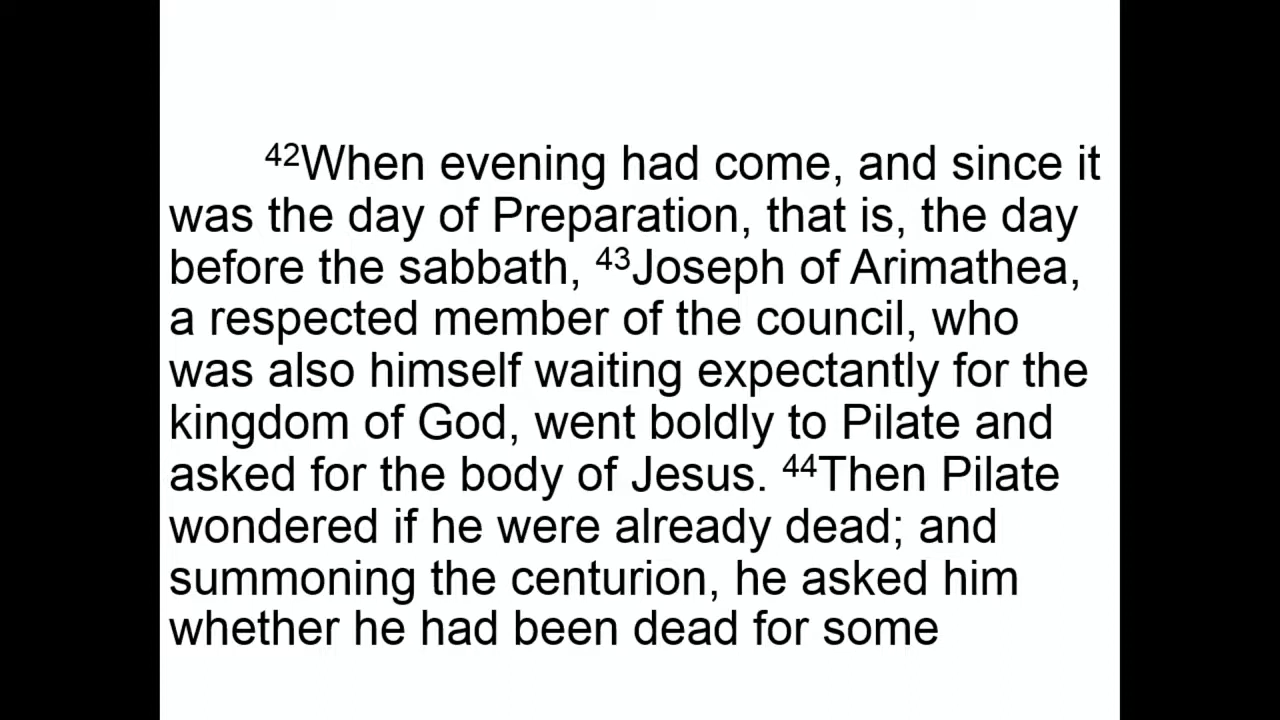 42When evening had come, and since it
was the day of Preparation, that is, the day
before the sabbath, 43Joseph of Arimathea,
a respected member of the council, who
was also himself waiting expectantly for the
kingdom of God, went boldly to Pilate and
asked for the body of Jesus. 44Then Pilate
wondered if he were already dead; and
summoning the centurion, he asked him
whether he had been dead for some